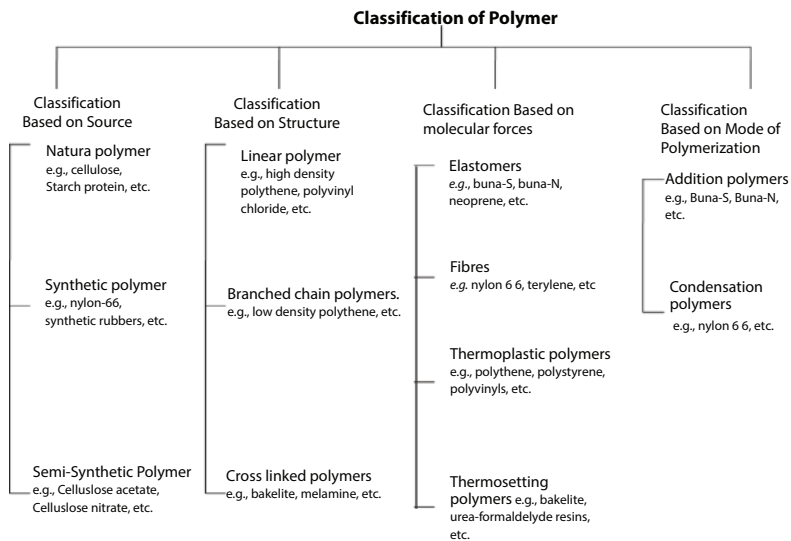 Classification of Polymer
Classification
Based on Source
Natura polymer
e.g., cellulose,
Starch protein, etc.
Synthetic polymer
e.g., nylon-66,
synthetic rubbers, etc.
Semi-Synthetic Polymer
e.g., Celluslose acetate,
Celluslose nitrate, etc.
Classification
Based on Structure
Linear polymer
e.g., high density
polythene, polyvinyl
chloride, etc.
Branched chain polymers.
e.g., low density polythene, etc.
Cross linked polymers
e.g., bakelite, melamine, etc.
Classification Based on
molecular forces
Elastomers
e.g., buna-S, buna-N,
neoprene, etc.
Fibres
e.g. nylon 6 6, terylene, etc
Thermoplastic polymers
e.g., polythene, polystyrene,
polyvinyls, etc.
Thermosetting
polymers e.g., bakelite,
urea-formaldelyde resins,
etc.
Classification
Based on Mode of
Polymerization
Addition polymers
e.g., Buna-S, Buna-N,
etc.
Condensation
polymers
e.g., nylon 6 6, etc.